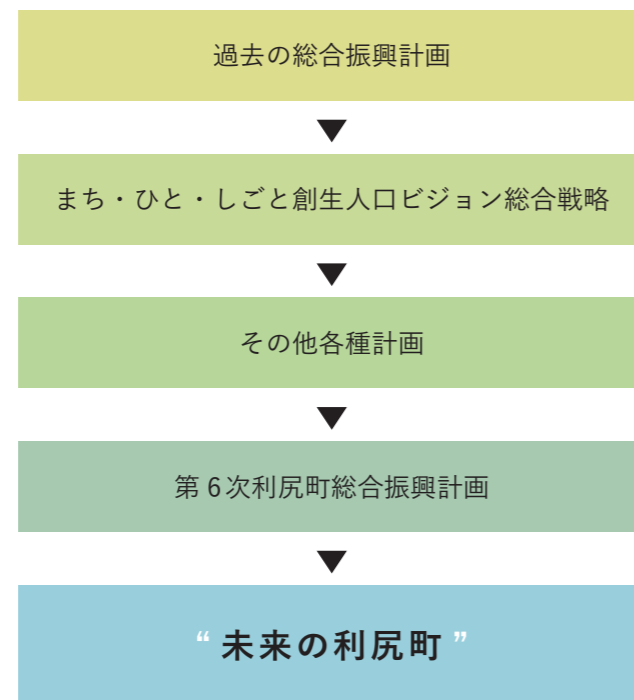 過去の総合振興計画
まち・ひと・しごと創生人口ビジョン総合戦略
その他各種計画
第6次利尻町総合振興計画
“未来の利尻町”